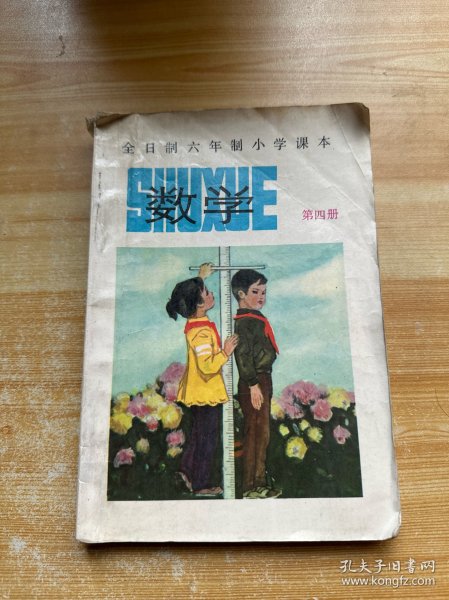 全日制六年制小学课本
SHUXUE
数学
第四册
孔夫子旧书网
www.kongfz.com